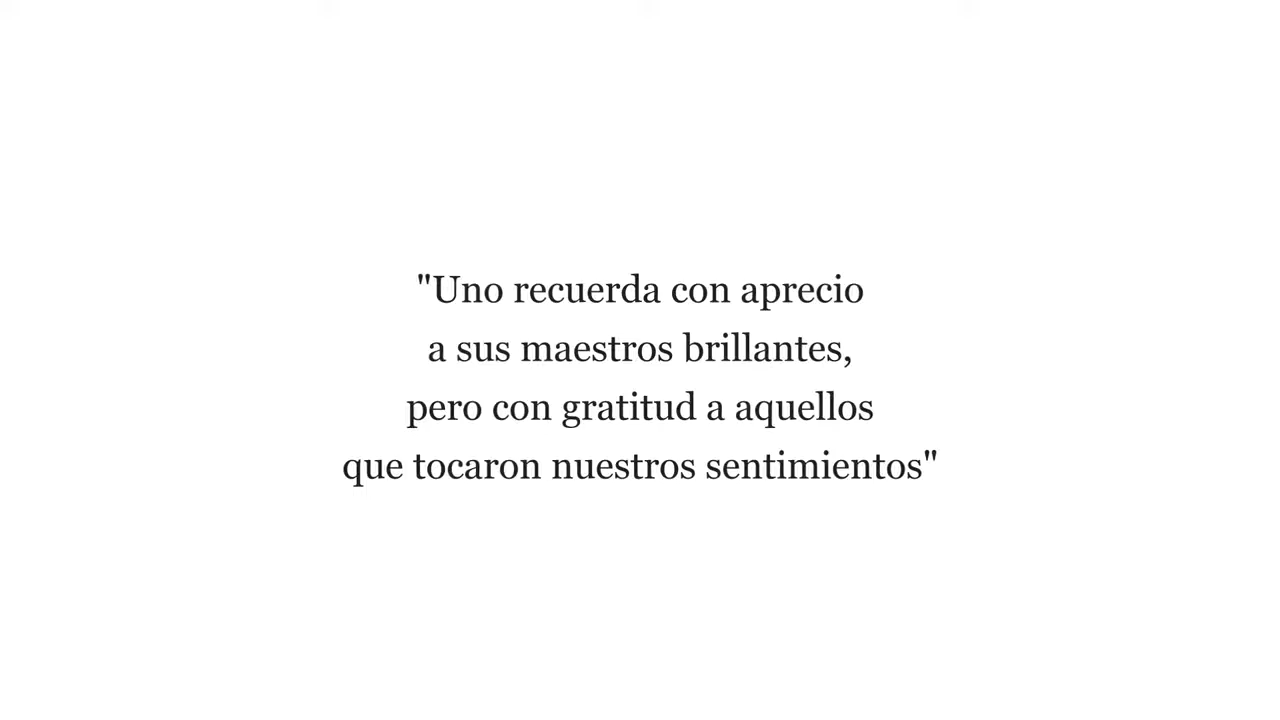 "Uno recuerda con aprecio
a sus maestros brillantes,
pero con gratitud a aquellos
que tocaron nuestros sentimientos"